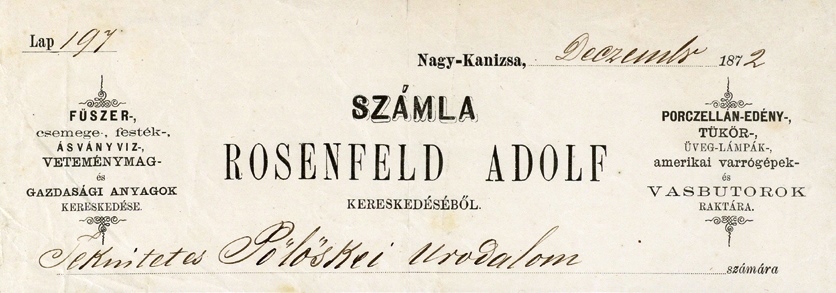 Lap 197
Nagy-Kanizsa, Deczember 1872
SZÁMLA
ROSENFELD ADOLF
KERESKEDÉSÉBŐL.
FŰSZER-,
csemege-, festék-,
ÁSVÁNYVIZ-,
VETEMÉNYMAG-
és
GAZDASÁGI ANYAGOK
KERESKEDÉSE.
PORCZELLÁN-EDÉNY-,
TÜKÖR-,
ÜVEG-LÁMPÁK-,
amerikai varrógépek-
és
VASBUTOROK
RAKTÁRA.
Teknitetes Pölöskei Urodalom számára